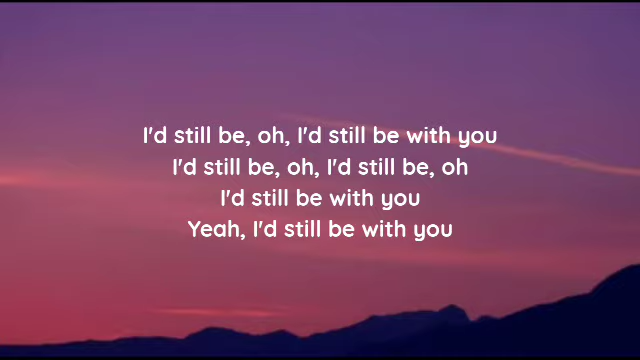 I'd still be, oh, I'd still be with you
I'd still be, oh, I'd still be, oh
I'd still be with you
Yeah, I'd still be with you